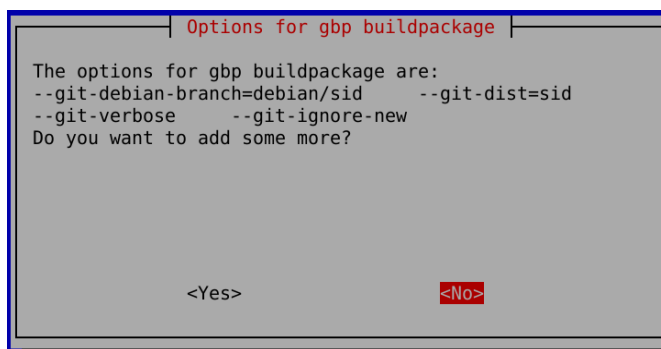 Options for gbp buildpackage
The options for gbp buildpackage are:
--git-debian-branch=debian/sid --git-dist=sid
--git-verbose --git-ignore-new
Do you want to add some more?
<Yes> <No>